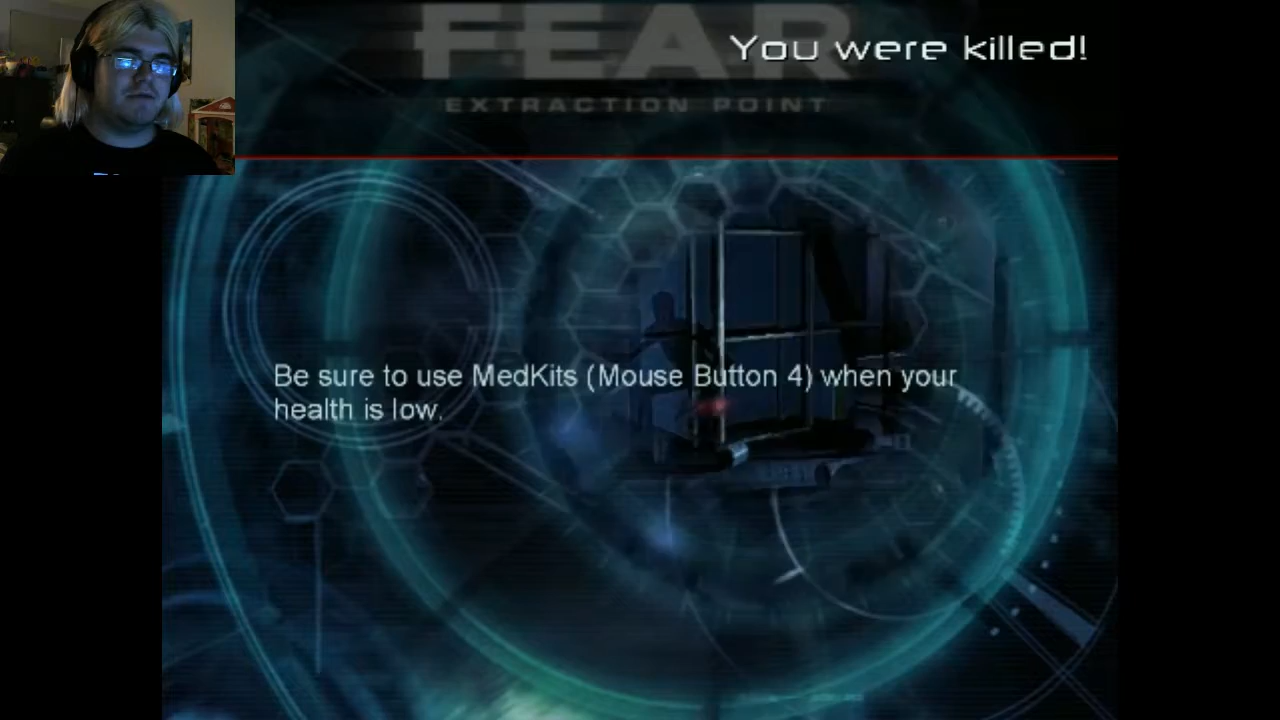 FEAR
You were killed!
EXTRACTION POINT
Be sure to use MedKits (Mouse Button 4) when your
health is low.